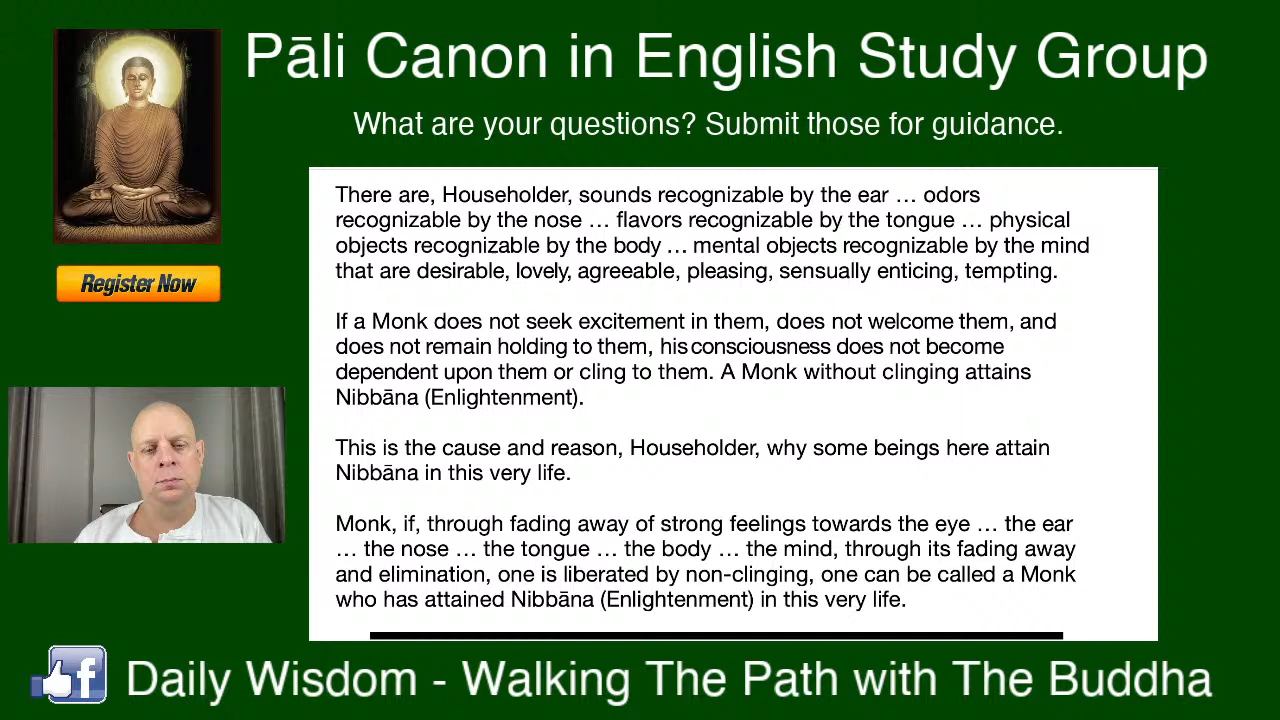 Pāli Canon in English Study Group
What are your questions? Submit those for guidance.
Register Now
There are, Householder, sounds recognizable by the ear … odors
recognizable by the nose … flavors recognizable by the tongue … physical
objects recognizable by the body … mental objects recognizable by the mind
that are desirable, lovely, agreeable, pleasing, sensually enticing, tempting.
If a Monk does not seek excitement in them, does not welcome them, and
does not remain holding to them, his consciousness does not become
dependent upon them or cling to them. A Monk without clinging attains
Nibbāna (Enlightenment).
This is the cause and reason, Householder, why some beings here attain
Nibbāna in this very life.
Monk, if, through fading away of strong feelings towards the eye … the ear
… the nose … the tongue … the body … the mind, through its fading away
and elimination, one is liberated by non-clinging, one can be called a Monk
who has attained Nibbāna (Enlightenment) in this very life.
f
Daily Wisdom - Walking The Path with The Buddha